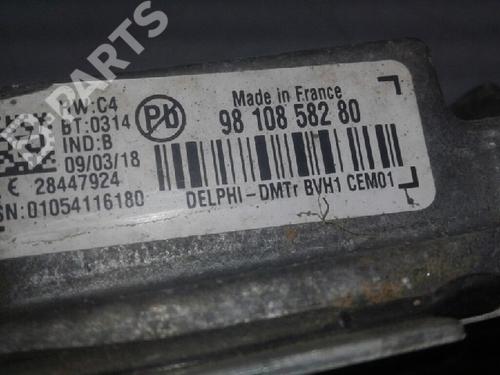 PARTS
HW:C4
BT:0314
IND:B
09/03/18
28447924
SN:01054116180
Pb
Made in France
98 108 582 80
DELPHI - DMTr BVH1 CEM01